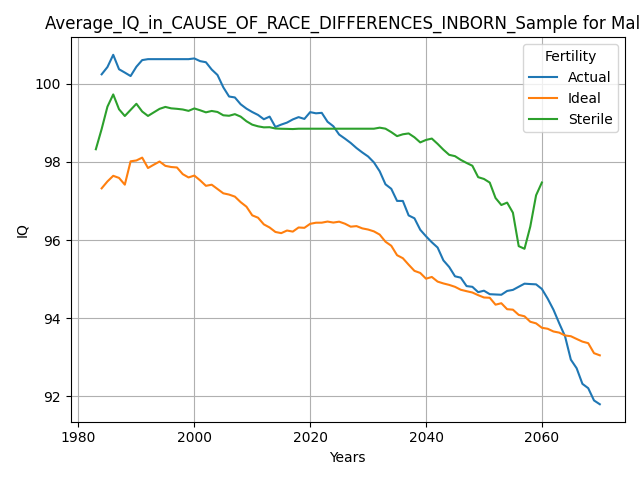 Average_IQ_in_CAUSE_OF_RACE_DIFFERENCES_INBORN_Sample for Mal
Fertility
Actual
Ideal
Sterile
IQ
100
98
96
94
92
1980
2000
2020
2040
2060
Years